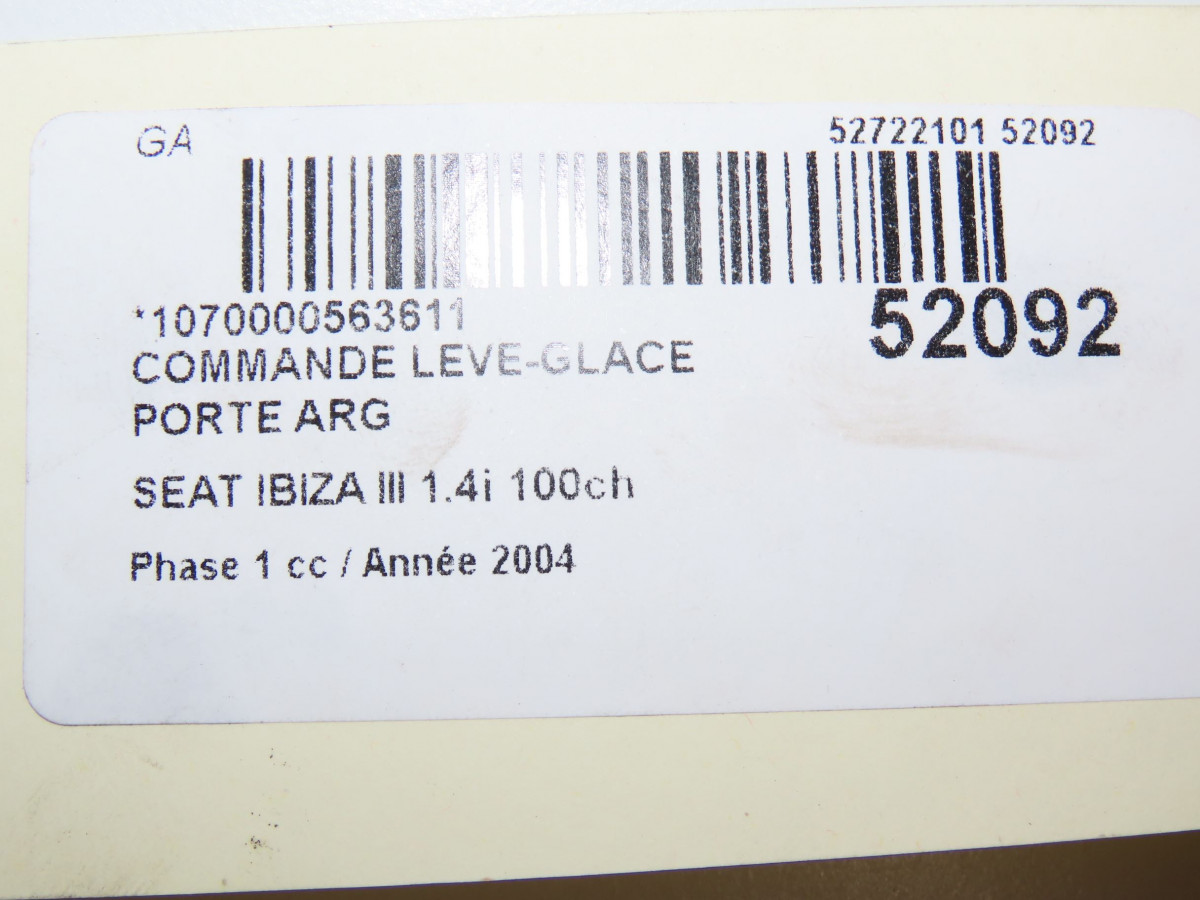 GA
52722101 52092
*1070000563611
52092
COMMANDE LEVE-GLACE
PORTE ARG
SEAT IBIZA III 1.4i 100ch
Phase 1 cc / Année 2004